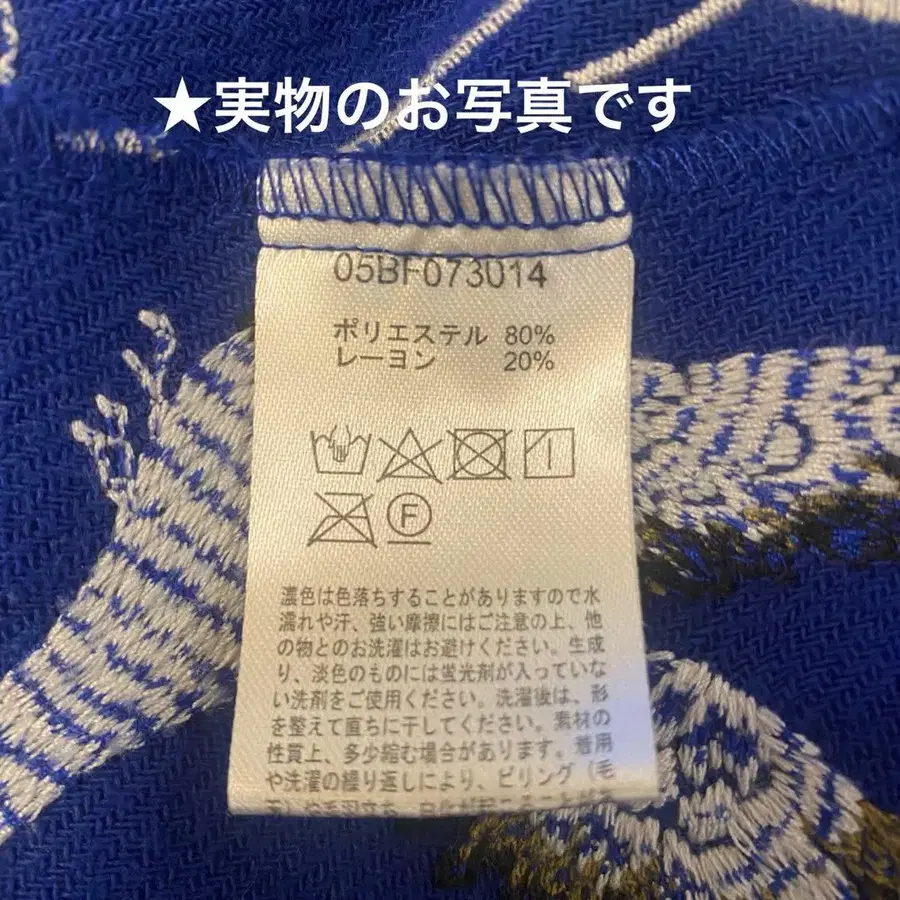 ★実物のお写真です
05BF073014
ポリエステル 80%
レーヨン 20%
F
濃色は色落ちすることがありますので水
濡れや汗、強い摩擦にはご注意の上、他
の物とのお洗濯はお避けください。生成
り、淡色のものには蛍光剤が入っていな
い洗剤をご使用ください。洗濯後は、形
を整えて直ちに干してください。素材の
性質上、多少縮む場合があります。着用
や洗濯の繰り返しにより、ピリング（毛